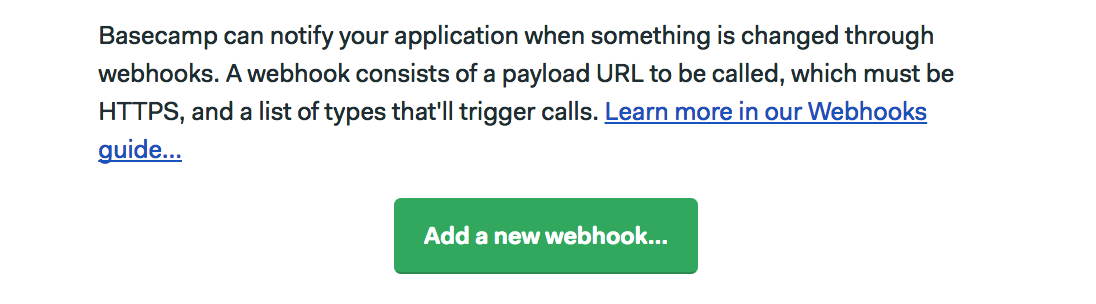 Basecamp can notify your application when something is changed through
webhooks. A webhook consists of a payload URL to be called, which must be
HTTPS, and a list of types that'll trigger calls. Learn more in our Webhooks
guide...
Add a new webhook...